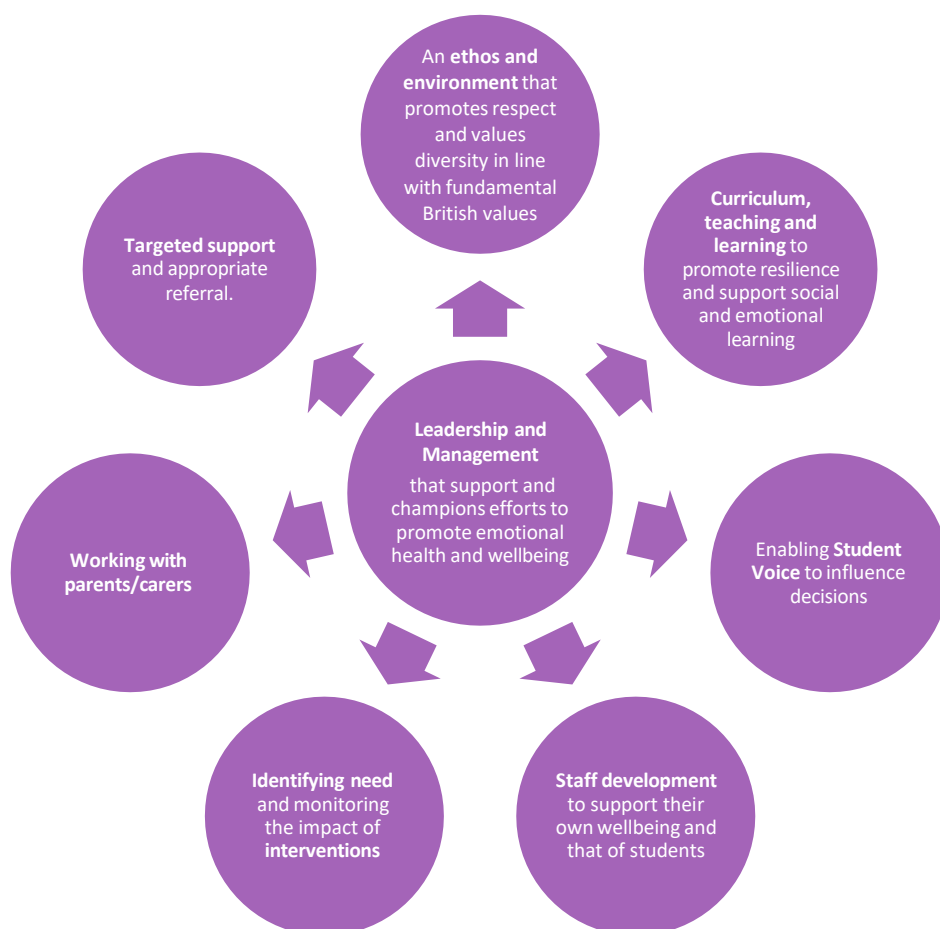 An ethos and
environment that
promotes respect
and values
diversity in line
with fundamental
British values
Curriculum,
teaching and
learning to
promote resilience
and support social
and emotional
learning
Targeted support
and appropriate
referral.
Leadership and
Management
that support and
champions efforts to
promote emotional
health and wellbeing
Enabling Student
Voice to influence
decisions
Working with
parents/carers
Identifying need
and monitoring
the impact of
interventions
Staff development
to support their
own wellbeing and
that of students